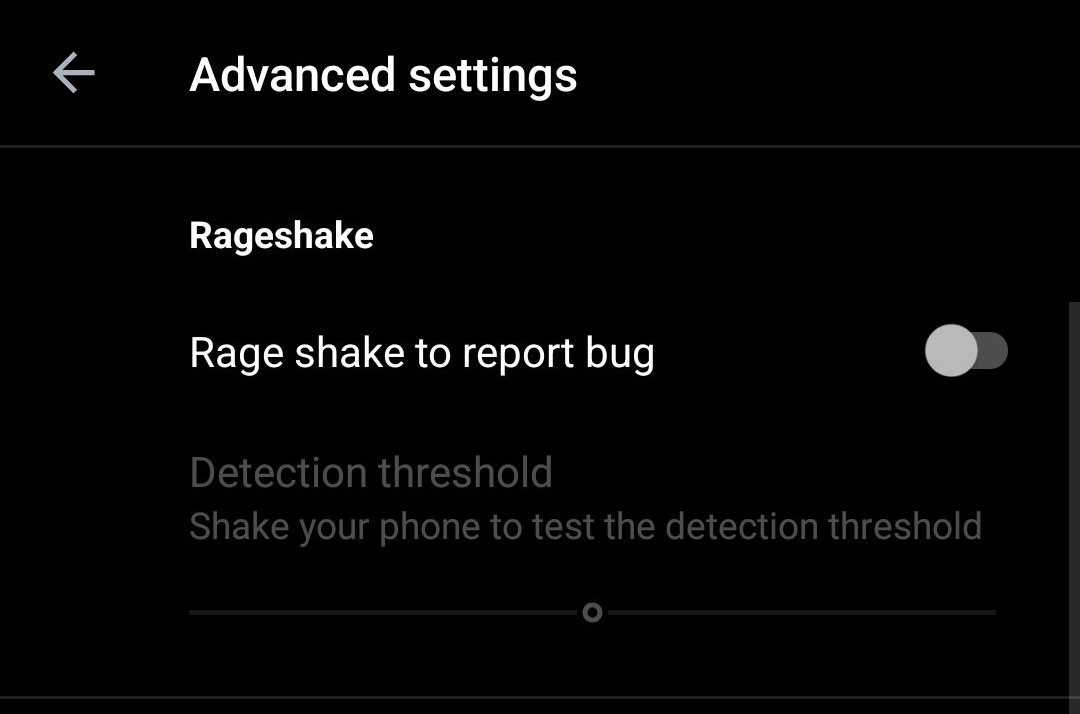 Advanced settings
Rageshake
Rage shake to report bug
Detection threshold
Shake your phone to test the detection threshold